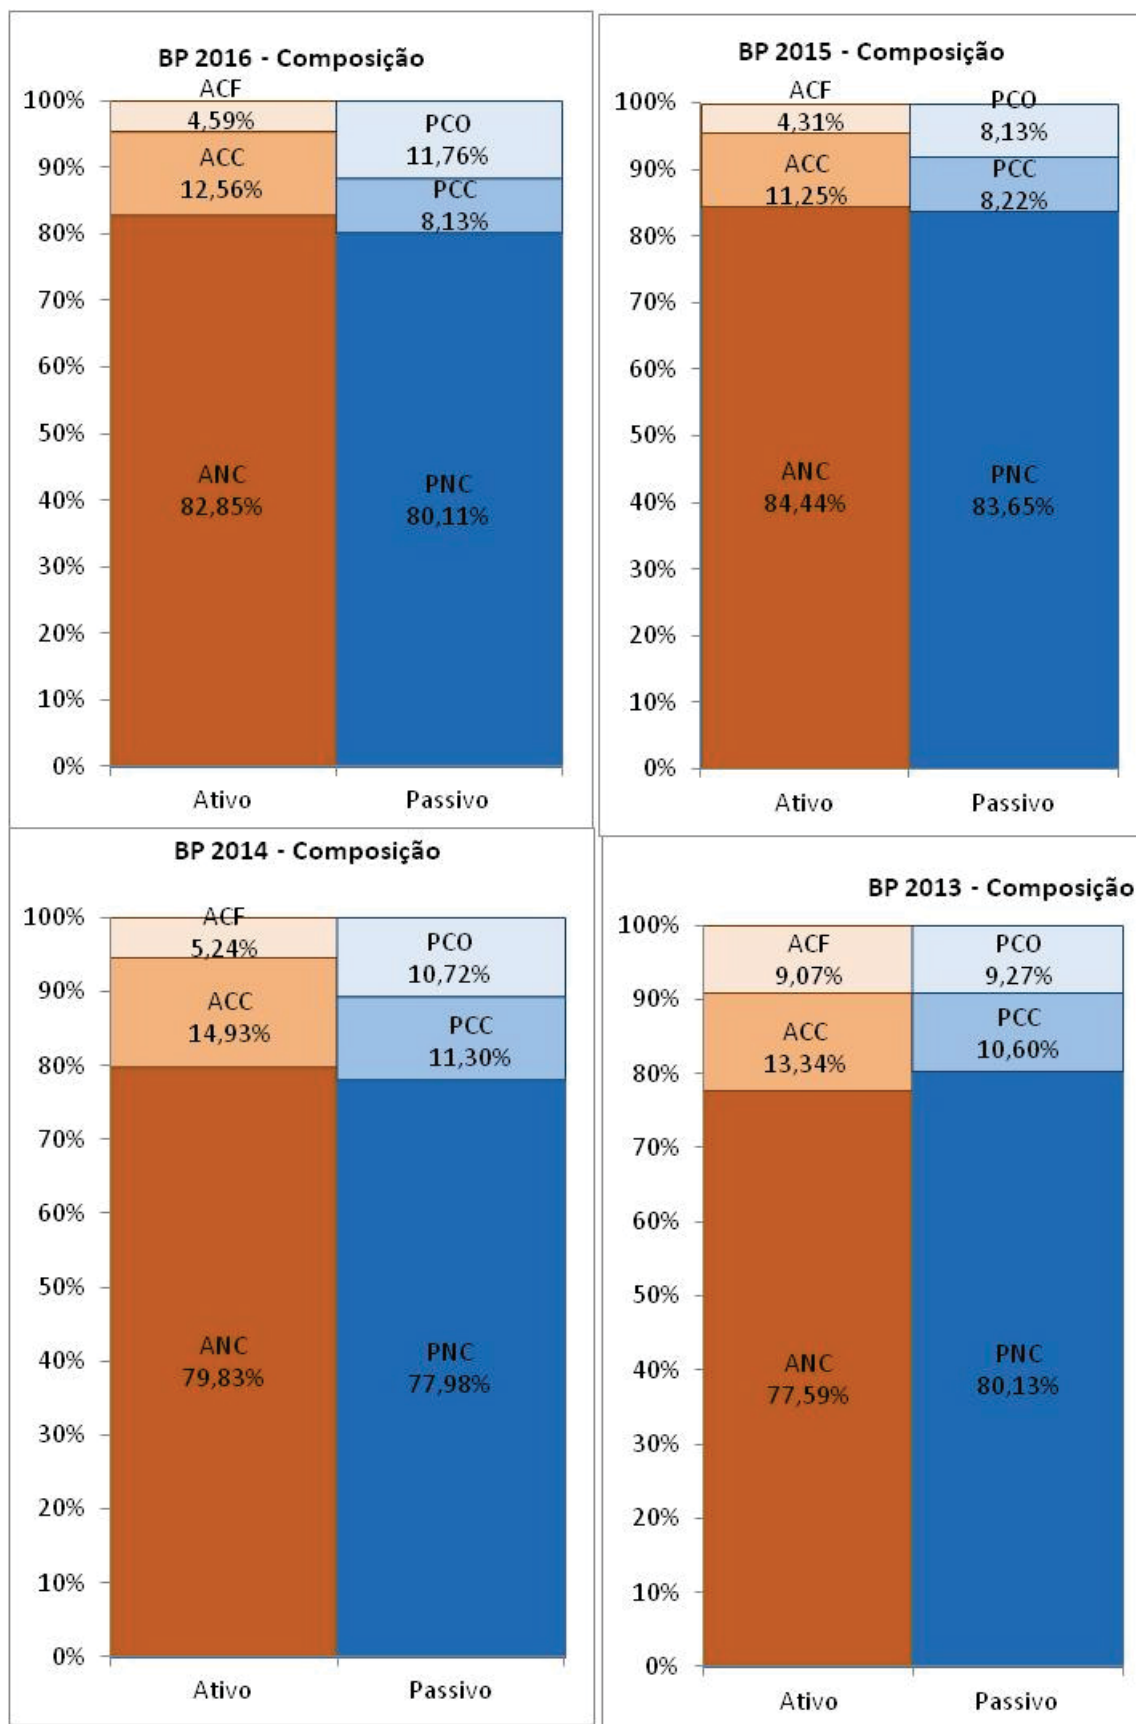 BP 2016 - Composição
100%
90%
80%
70%
60%
50%
40%
30%
20%
10%
0%
ACF
4,59%
ACC
12,56%
ANC
82,85%
PCO
11,76%
PCC
8,13%
PNC
80,11%
Ativo
Passivo
BP 2015 - Composição
100%
90%
80%
70%
60%
50%
40%
30%
20%
10%
0%
ACF
4,31%
ACC
11,25%
ANC
84,44%
PCO
8,13%
PCC
8,22%
PNC
83,65%
Ativo
Passivo
BP 2014 - Composição
100%
90%
80%
70%
60%
50%
40%
30%
20%
10%
0%
ACF
5,24%
ACC
14,93%
ANC
79,83%
PCO
10,72%
PCC
11,30%
PNC
77,98%
Ativo
Passivo
BP 2013 - Composição
100%
90%
80%
70%
60%
50%
40%
30%
20%
10%
0%
ACF
9,07%
ACC
13,34%
ANC
77,59%
PCO
9,27%
PCC
10,60%
PNC
80,13%
Ativo
Passivo